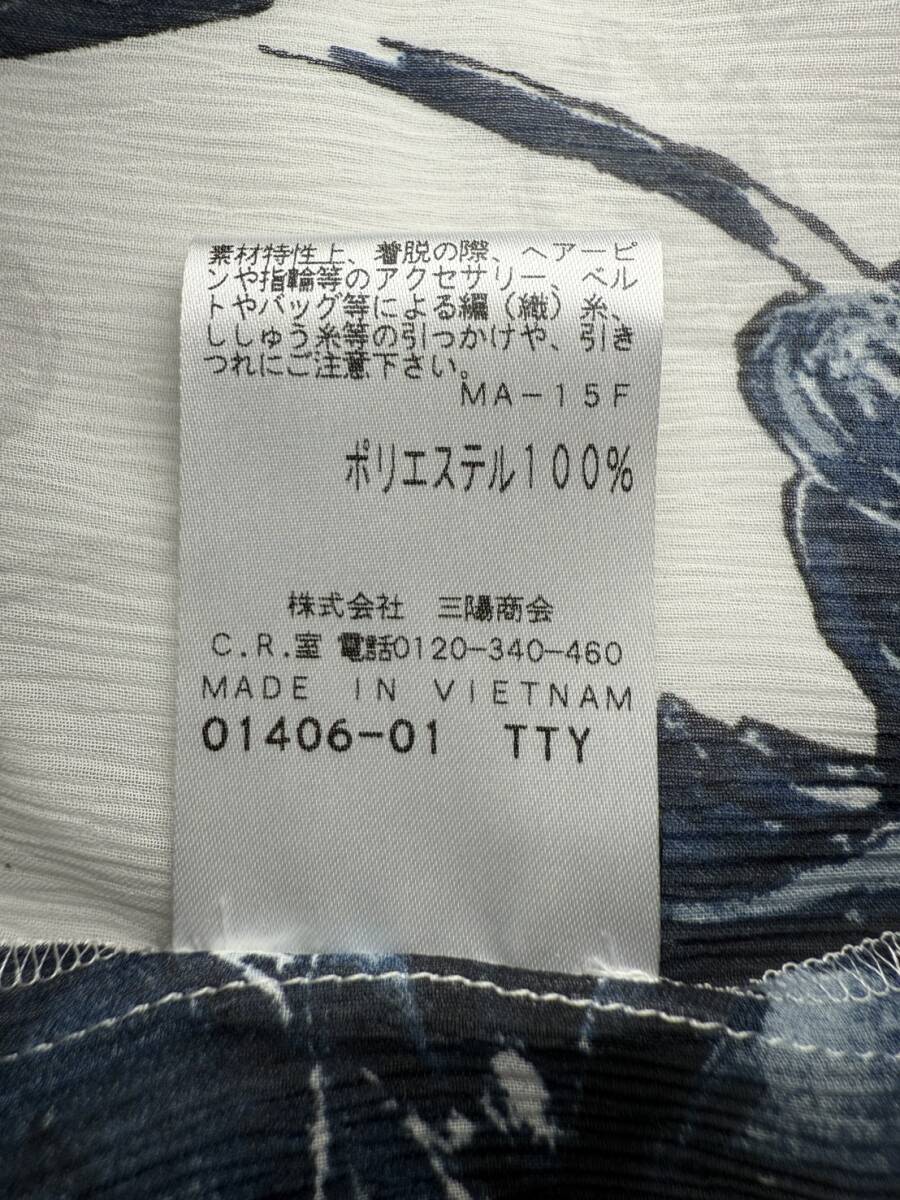 素材特性上、着脱の際、ヘアーピ
ンや指輪等のアクセサリー、ベル
トやバッグ等による編（織）糸、
ししゅう糸等の引っかけや、引き
つれにご注意下さい。
MA-15F
ポリエステル100%
株式会社 三陽商会
C.R.室 電話0120-340-460
MADE IN VIETNAM
01406-01 TTY